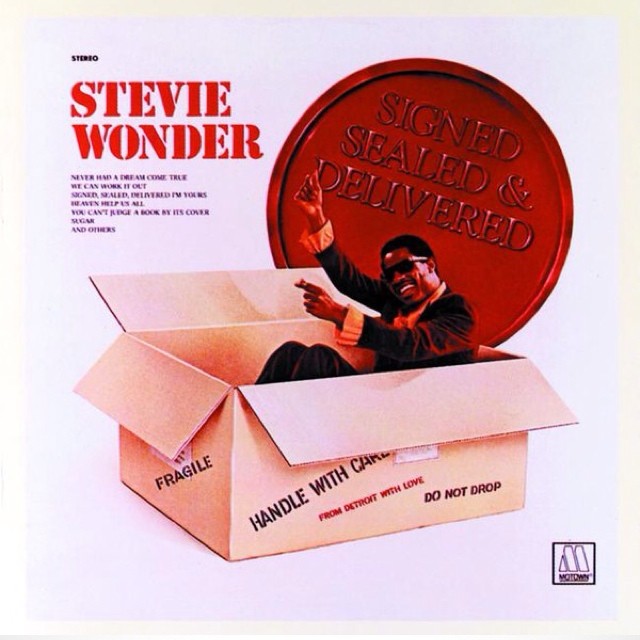 STEREO
STEVIE
WONDER
NEVER HAD A DREAM COME TRUE
WE CAN WORK IT OUT
SIGNED, SEALED, DELIVERED I'M YOURS
HEAVEN HELP US ALL
YOU CAN'T JUDGE A BOOK BY ITS COVER
SUGAR
AND OTHERS
SIGNED
SEALED &
DELIVERED
FRAGILE
HANDLE WITH CARE
FROM DETROIT WITH LOVE
DO NOT DROP
MOTOWN